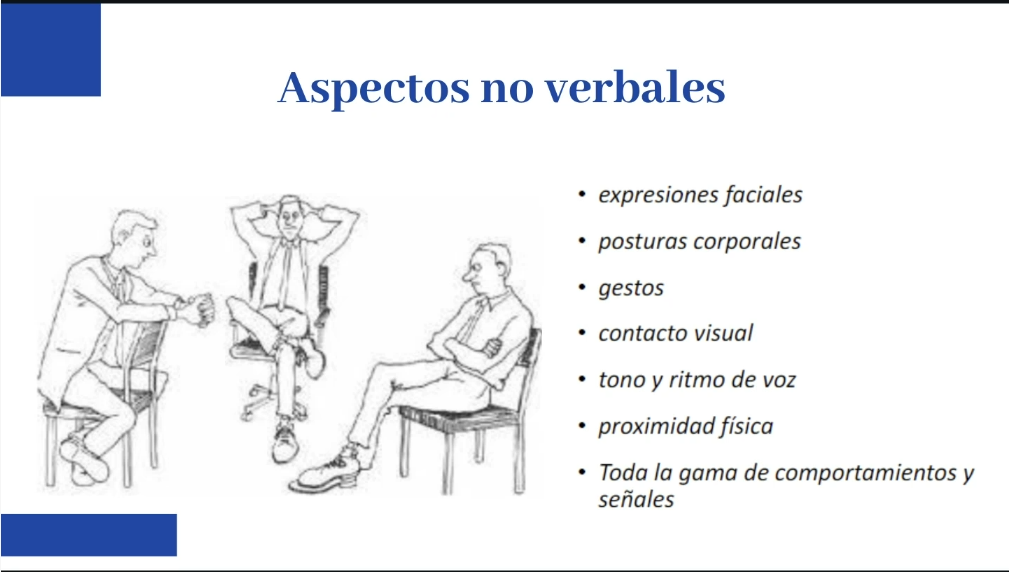 Aspectos no verbales
• expresiones faciales
• posturas corporales
• gestos
• contacto visual
• tono y ritmo de voz
• proximidad física
• Toda la gama de comportamientos y
señales